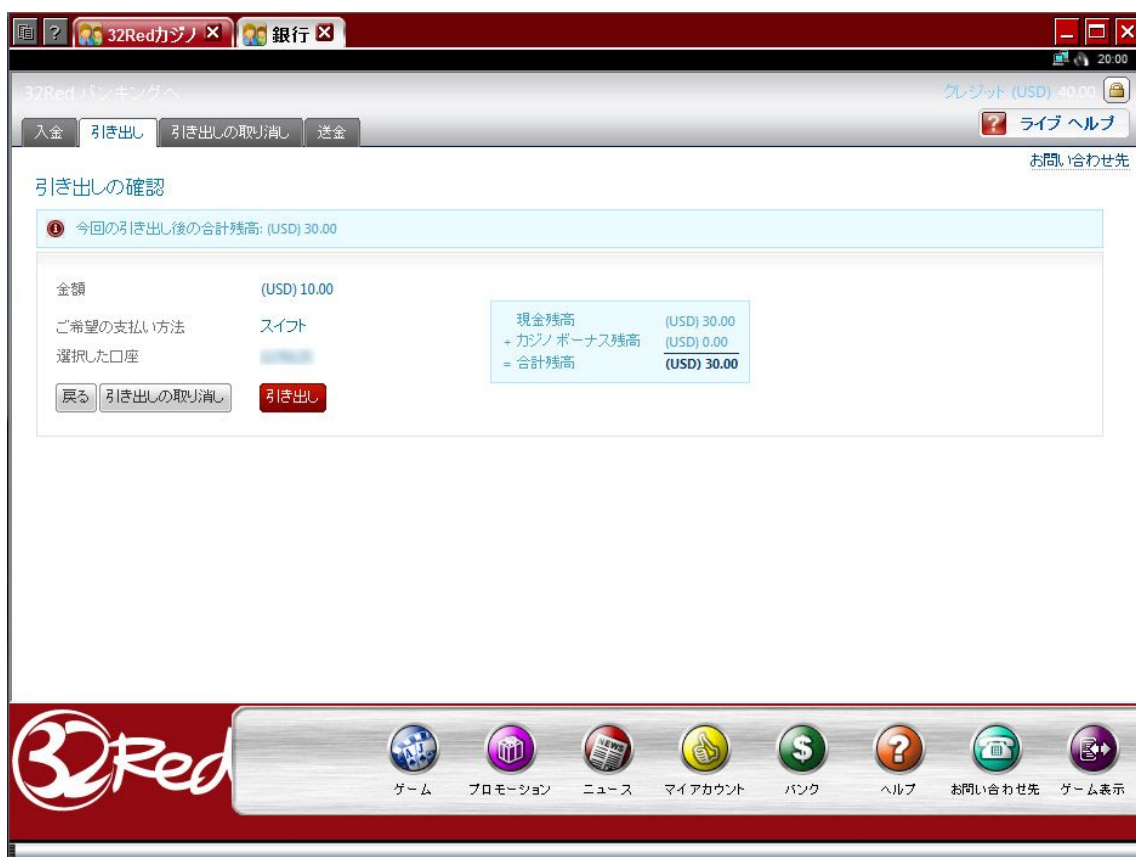 32Redカジノ
銀行
20:00
32Red バンキングへ
クレジット (USD) 40.00
入金 引き出し 引き出しの取り消し 送金
ライブ ヘルプ
お問い合わせ先
引き出しの確認
今回の引き出し後の合計残高: (USD) 30.00
金額 (USD) 10.00
ご希望の支払い方法 スイフト
選択した口座
戻る 引き出しの取り消し 引き出し
現金残高 (USD) 30.00
+ カジノ ボーナス残高 (USD) 0.00
= 合計残高 (USD) 30.00
32Red
NEWS
ゲーム プロモーション ニュース マイアカウント バンク ヘルプ お問い合わせ先 ゲーム表示